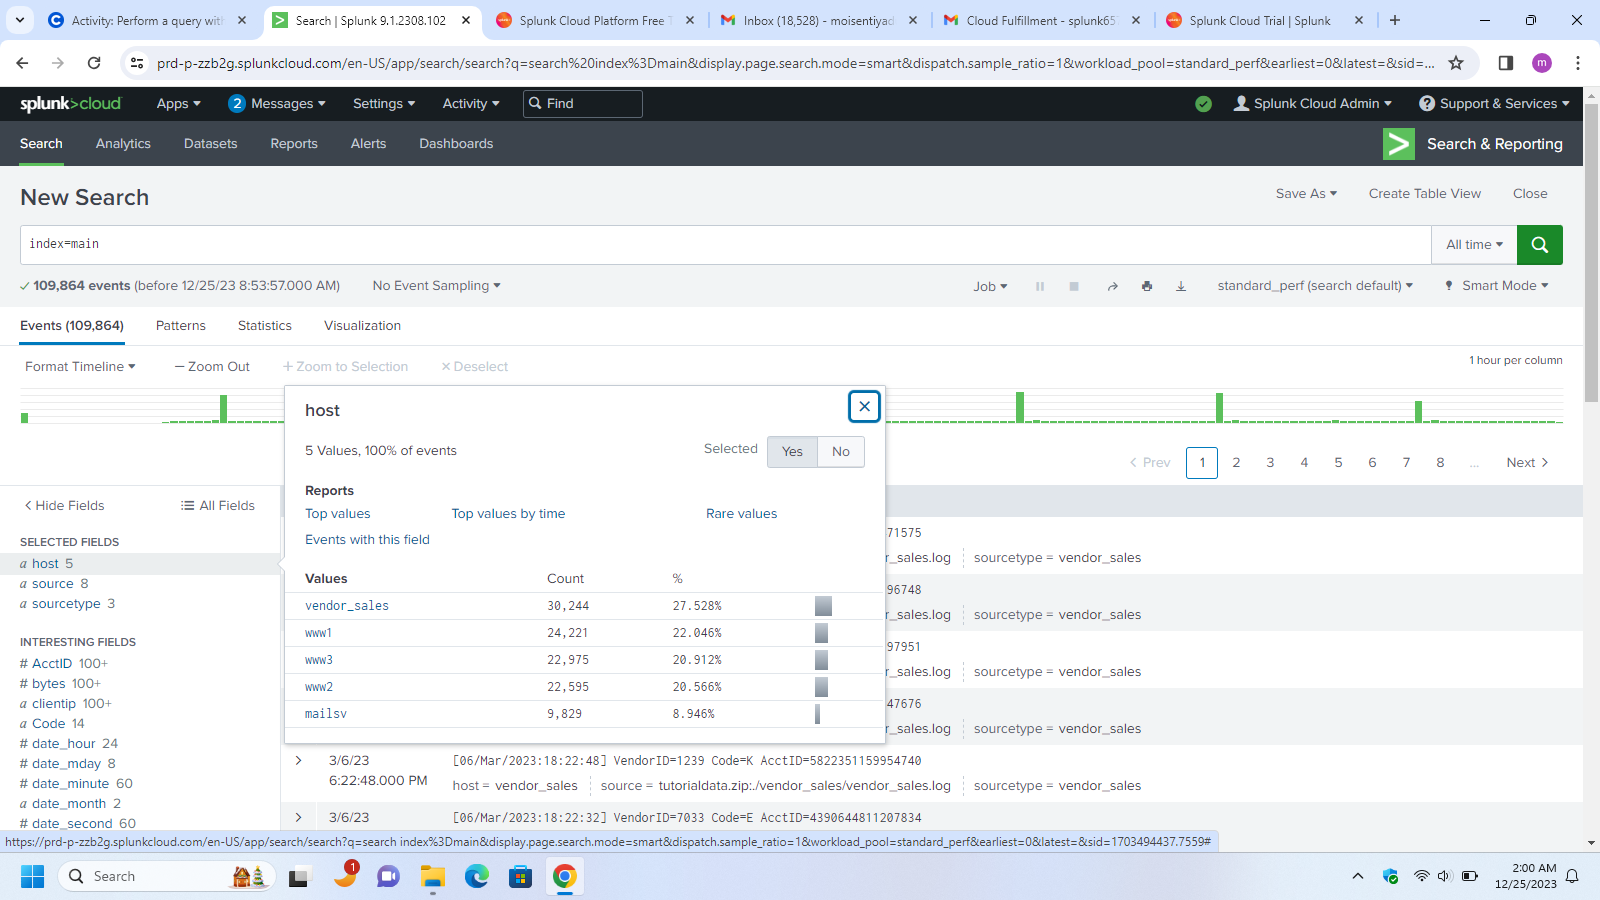 Activity: Perform a query with
Search | Splunk 9.1.2308.102
Splunk Cloud Platform Free T
Inbox (18,528) - moisentiyad
Cloud Fulfillment - splunk65
Splunk Cloud Trial | Splunk
prd-p-zzb2g.splunkcloud.com/en-US/app/search/search?q=search%20index%3Dmain&display.page.search.mode=smart&dispatch.sample_ratio=1&workload_pool=standard_perf&earliest=0&latest=&sid=...
m
splunk>cloud
Apps
2 Messages
Settings
Activity
Find
Splunk Cloud Admin
? Support & Services
Search
Analytics
Datasets
Reports
Alerts
Dashboards
Search & Reporting
New Search
Save As
Create Table View
Close
index=main
All time
109,864 events (before 12/25/23 8:53:57.000 AM)
No Event Sampling
Job
standard_perf (search default)
Smart Mode
Events (109,864)
Patterns
Statistics
Visualization
Format Timeline
— Zoom Out
+ Zoom to Selection
× Deselect
1 hour per column
host
5 Values, 100% of events
Selected
Yes
No
Reports
Top values
Top values by time
Rare values
Events with this field
Values Count %
vendor_sales 30,244 27.528%
www1 24,221 22.046%
www3 22,975 20.912%
www2 22,595 20.566%
mailsv 9,829 8.946%
< Prev
1 2 3 4 5 6 7 8 ...
Next >
< Hide Fields
All Fields
SELECTED FIELDS
a host 5
a source 8
a sourcetype 3
INTERESTING FIELDS
# AcctID 100+
# bytes 100+
a clientip 100+
a Code 14
# date_hour 24
# date_mday 8
# date_minute 60
a date_month 2
# date_second 60
71575
r_sales.log sourcetype = vendor_sales
96748
r_sales.log sourcetype = vendor_sales
97951
r_sales.log sourcetype = vendor_sales
47676
r_sales.log sourcetype = vendor_sales
> 3/6/23 [06/Mar/2023:18:22:48] VendorID=1239 Code=K AcctID=5822351159954740
6:22:48.000 PM
host = vendor_sales source = tutorialdata.zip:./vendor_sales/vendor_sales.log sourcetype = vendor_sales
> 3/6/23 [06/Mar/2023:18:22:32] VendorID=7033 Code=E AcctID=4390644811207834
https://prd-p-zzb2g.splunkcloud.com/en-US/app/search/search?q=search index%3Dmain&display.page.search.mode=smart&dispatch.sample_ratio=1&workload_pool=standard_perf&earliest=0&latest=&sid=1703494437.7559#
Search
1
2:00 AM
12/25/2023